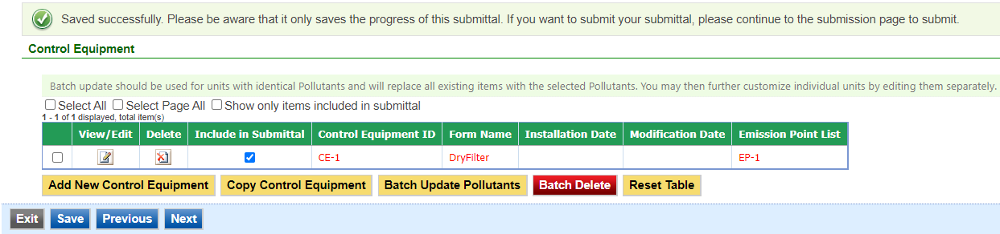 Saved successfully. Please be aware that it only saves the progress of this submittal. If you want to submit your submittal, please continue to the submission page to submit.
Control Equipment
Batch update should be used for units with identical Pollutants and will replace all existing items with the selected Pollutants. You may then further customize individual units by editing them separately.
Select All Select Page All Show only items included in submittal
1 - 1 of 1 displayed, total item(s)
View/Edit Delete Include in Submittal Control Equipment ID Form Name Installation Date Modification Date Emission Point List
CE-1 DryFilter EP-1
Add New Control Equipment Copy Control Equipment Batch Update Pollutants Batch Delete Reset Table
Exit Save Previous Next